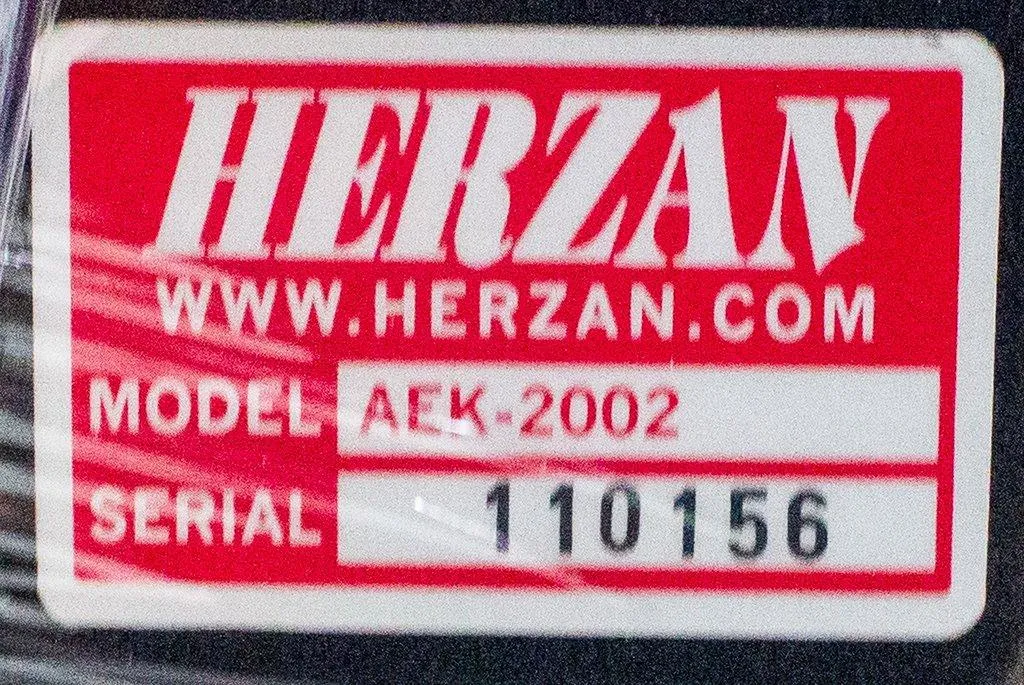 HERZAN
WWW.HERZAN.COM
MODEL AEK-2002
SERIAL 110156